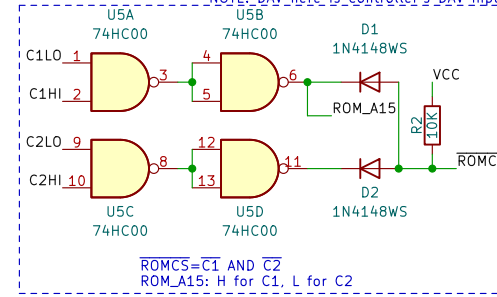 U5A
74HC00
U5B
74HC00
D1
1N4148WS
C1LO 1
3
C1HI 2
4
5
6
ROM_A15
VCC
R2
10K
C2LO 9
8
C2HI 10
12
13
11
U5C
74HC00
U5D
74HC00
D2
1N4148WS
ROMCS=C1 AND C2
ROM_A15: H for C1, L for C2